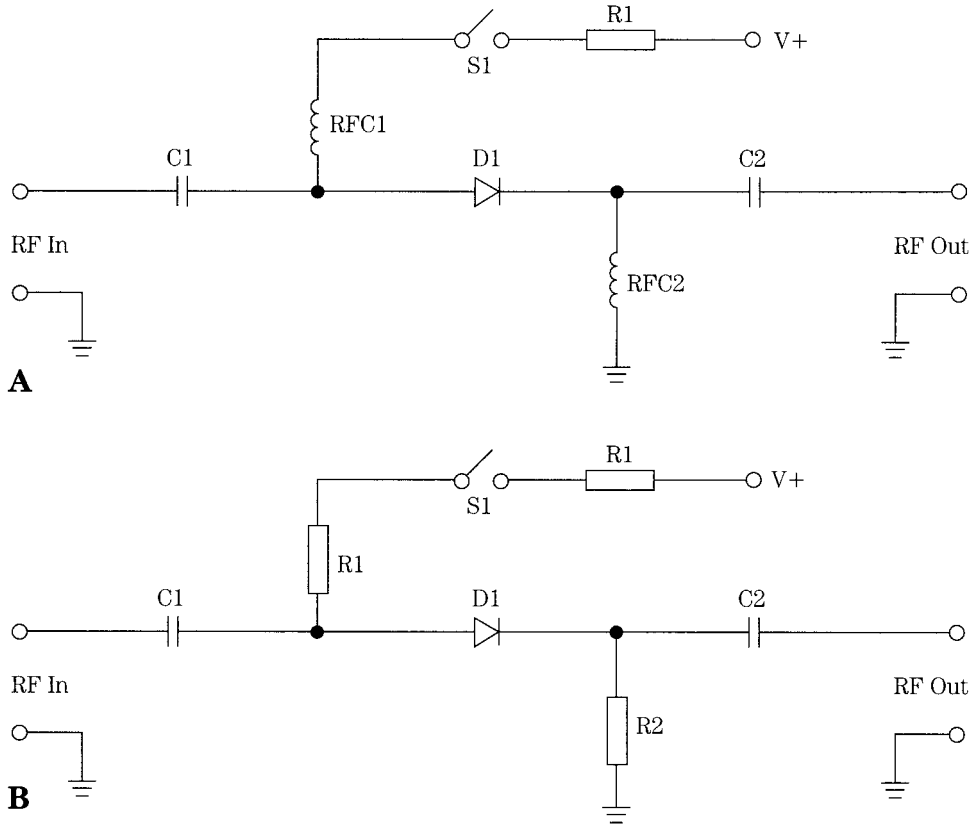 R1
V+
S1
RFC1
C1
D1
C2
RF In
RF Out
RFC2
A
R1
V+
S1
R1
C1
D1
C2
RF In
RF Out
R2
B